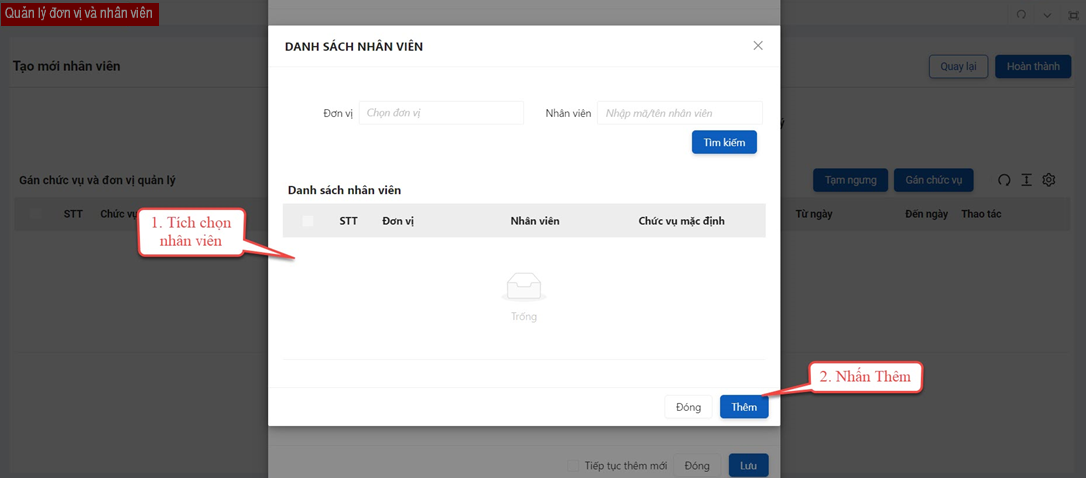 Quản lý đơn vị và nhân viên
DANH SÁCH NHÂN VIÊN
Tạo mới nhân viên
Quay lại
Hoàn thành
Đơn vị
Chọn đơn vị
Nhân viên
Nhập mã/tên nhân viên
Tìm kiếm
Gán chức vụ và đơn vị quản lý
Tạm ngưng
Gán chức vụ
Danh sách nhân viên
STT
Chức vụ
STT
Đơn vị
Nhân viên
Chức vụ mặc định
Từ ngày
Đến ngày
Thao tác
1. Tích chọn
nhân viên
Trống
2. Nhấn Thêm
Đóng
Thêm
Tiếp tục thêm mới
Đóng
Lưu